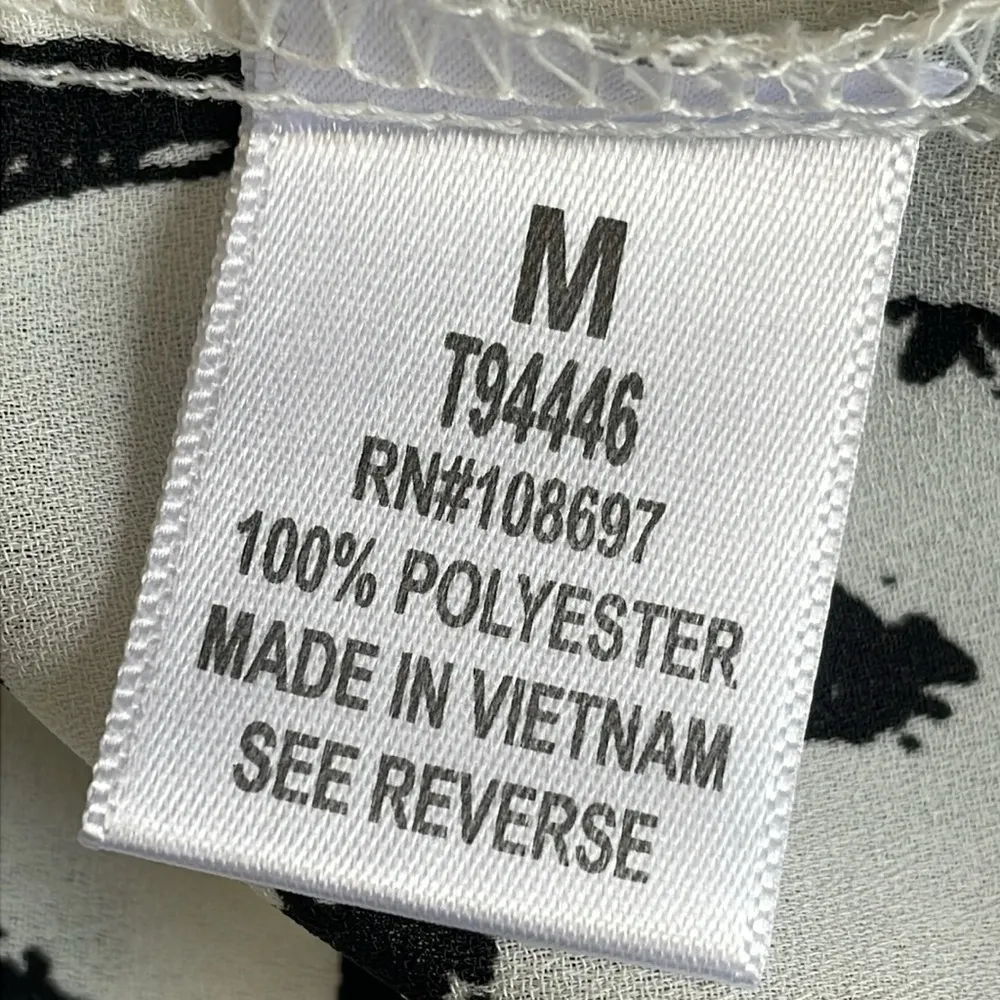 M
T94446
RN#108697
100% POLYESTER
MADE IN VIETNAM
SEE REVERSE